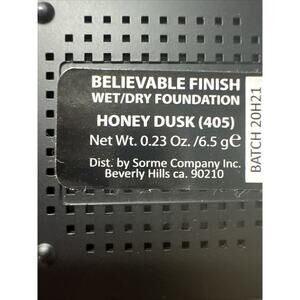 BELIEVABLE FINISH
WET/DRY FOUNDATION
HONEY DUSK (405)
Net Wt. 0.23 Oz. /6.5 g℮
Dist. by Sorme Company Inc.
Beverly Hills ca. 90210
BATCH 20H21